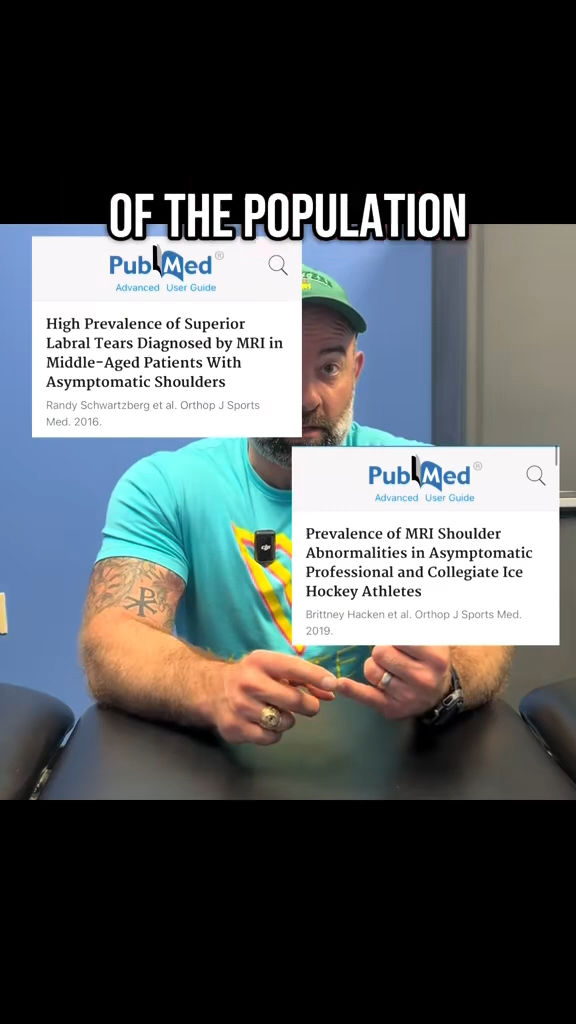 OF THE POPULATION
PubMed®
Advanced User Guide
High Prevalence of Superior
Labral Tears Diagnosed by MRI in
Middle-Aged Patients With
Asymptomatic Shoulders
Randy Schwartzberg et al. Orthop J Sports
Med. 2016.
PubMed®
Advanced User Guide
Prevalence of MRI Shoulder
Abnormalities in Asymptomatic
Professional and Collegiate Ice
Hockey Athletes
Brittney Hacken et al. Orthop J Sports Med.
2019.
dji